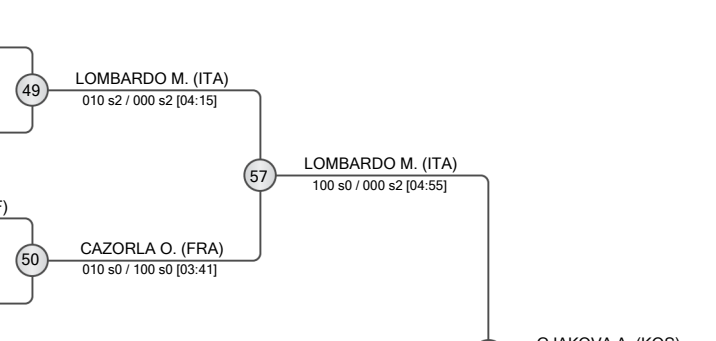 LOMBARDO M. (ITA)
49
010 s2 / 000 s2 [04:15]
LOMBARDO M. (ITA)
57
100 s0 / 000 s2 [04:55]
CAZORLA O. (FRA)
50
010 s0 / 100 s0 [03:41]